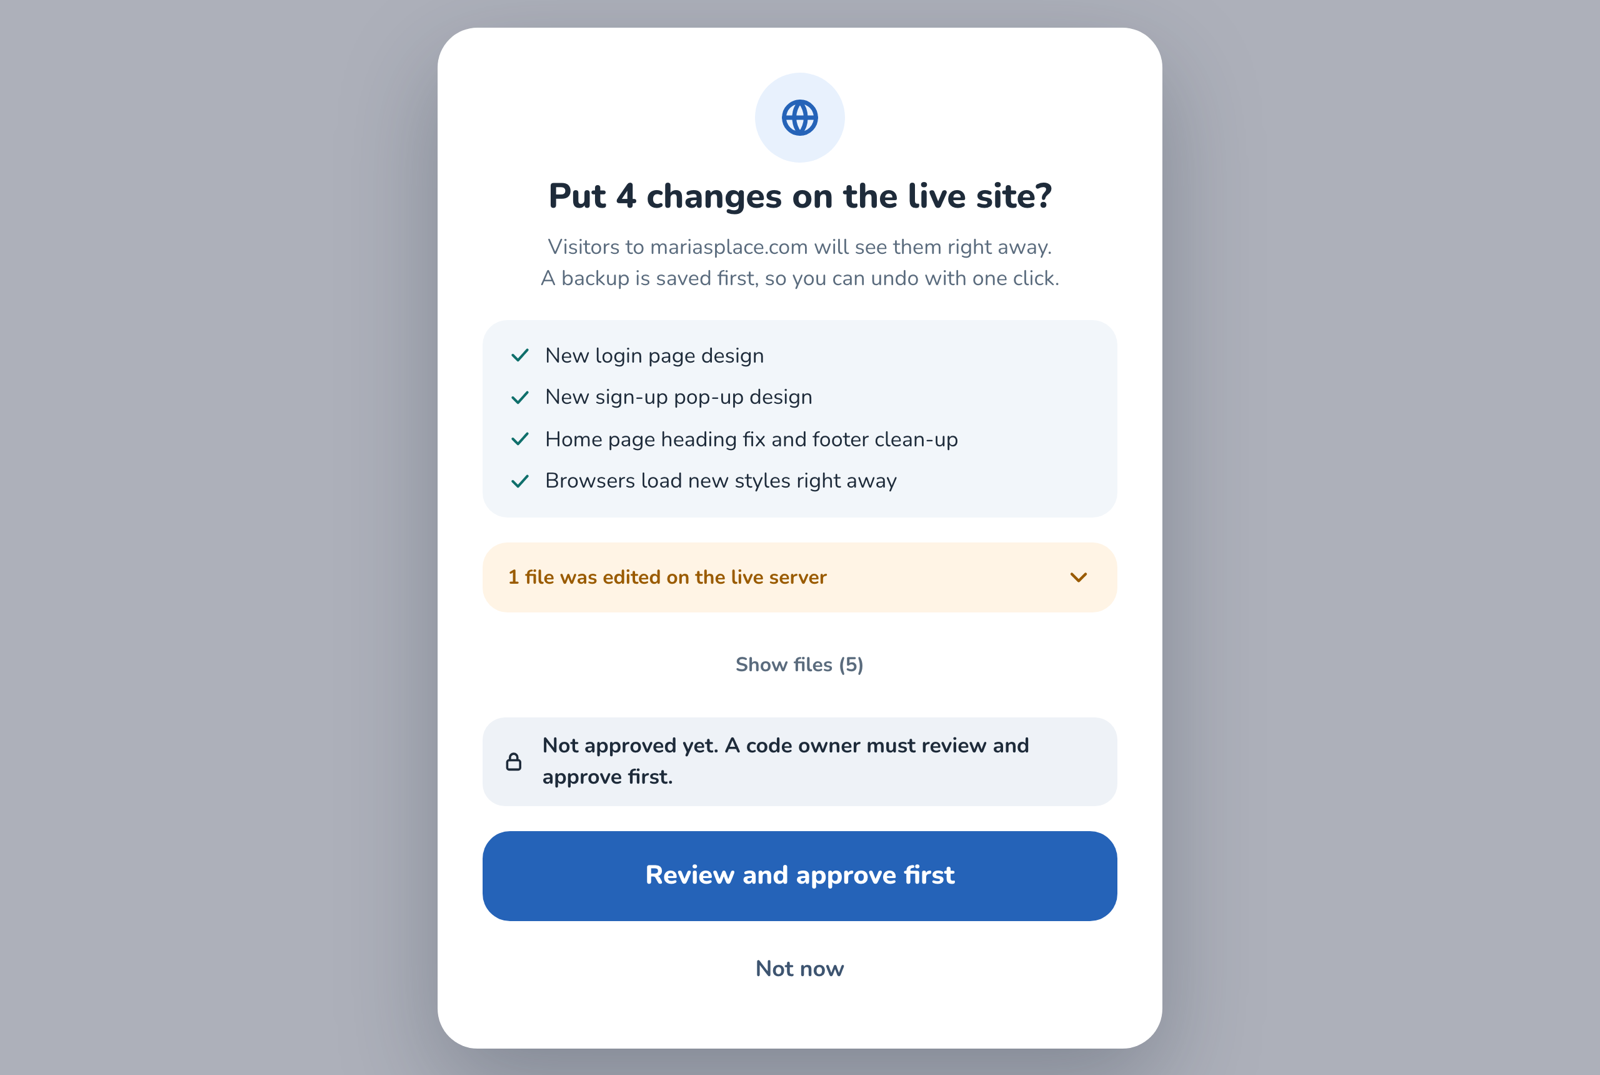 Put 4 changes on the live site?
Visitors to mariasplace.com will see them right away.
A backup is saved first, so you can undo with one click.
New login page design
New sign-up pop-up design
Home page heading fix and footer clean-up
Browsers load new styles right away
1 file was edited on the live server
Show files (5)
Not approved yet. A code owner must review and
approve first.
Review and approve first
Not now